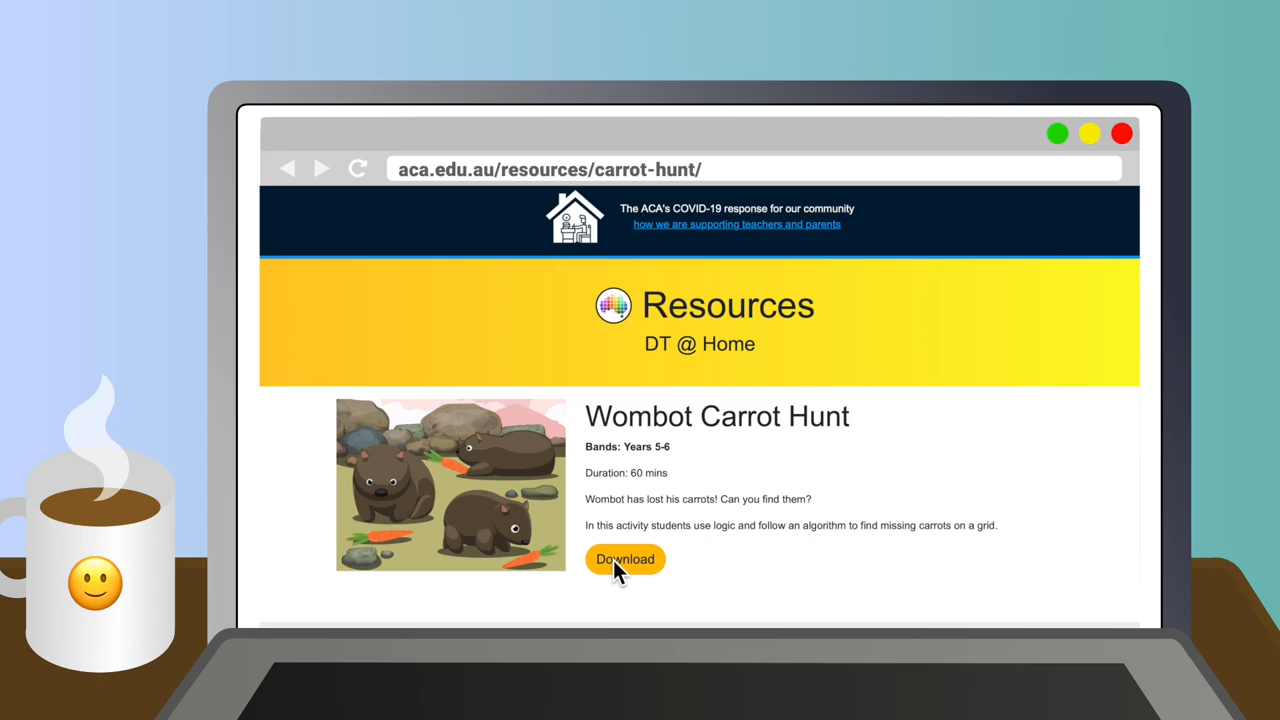 aca.edu.au/resources/carrot-hunt/
The ACA's COVID-19 response for our community
how we are supporting teachers and parents
Resources
DT @ Home
Wombot Carrot Hunt
Bands: Years 5-6
Duration: 60 mins
Wombot has lost his carrots! Can you find them?
In this activity students use logic and follow an algorithm to find missing carrots on a grid.
Download